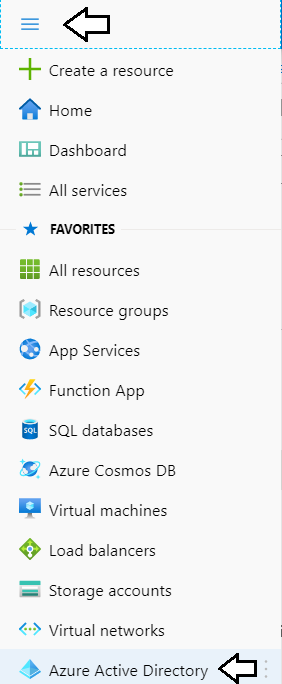 Create a resource
Home
Dashboard
All services
FAVORITES
All resources
Resource groups
App Services
Function App
SQL databases
Azure Cosmos DB
Virtual machines
Load balancers
Storage accounts
Virtual networks
Azure Active Directory